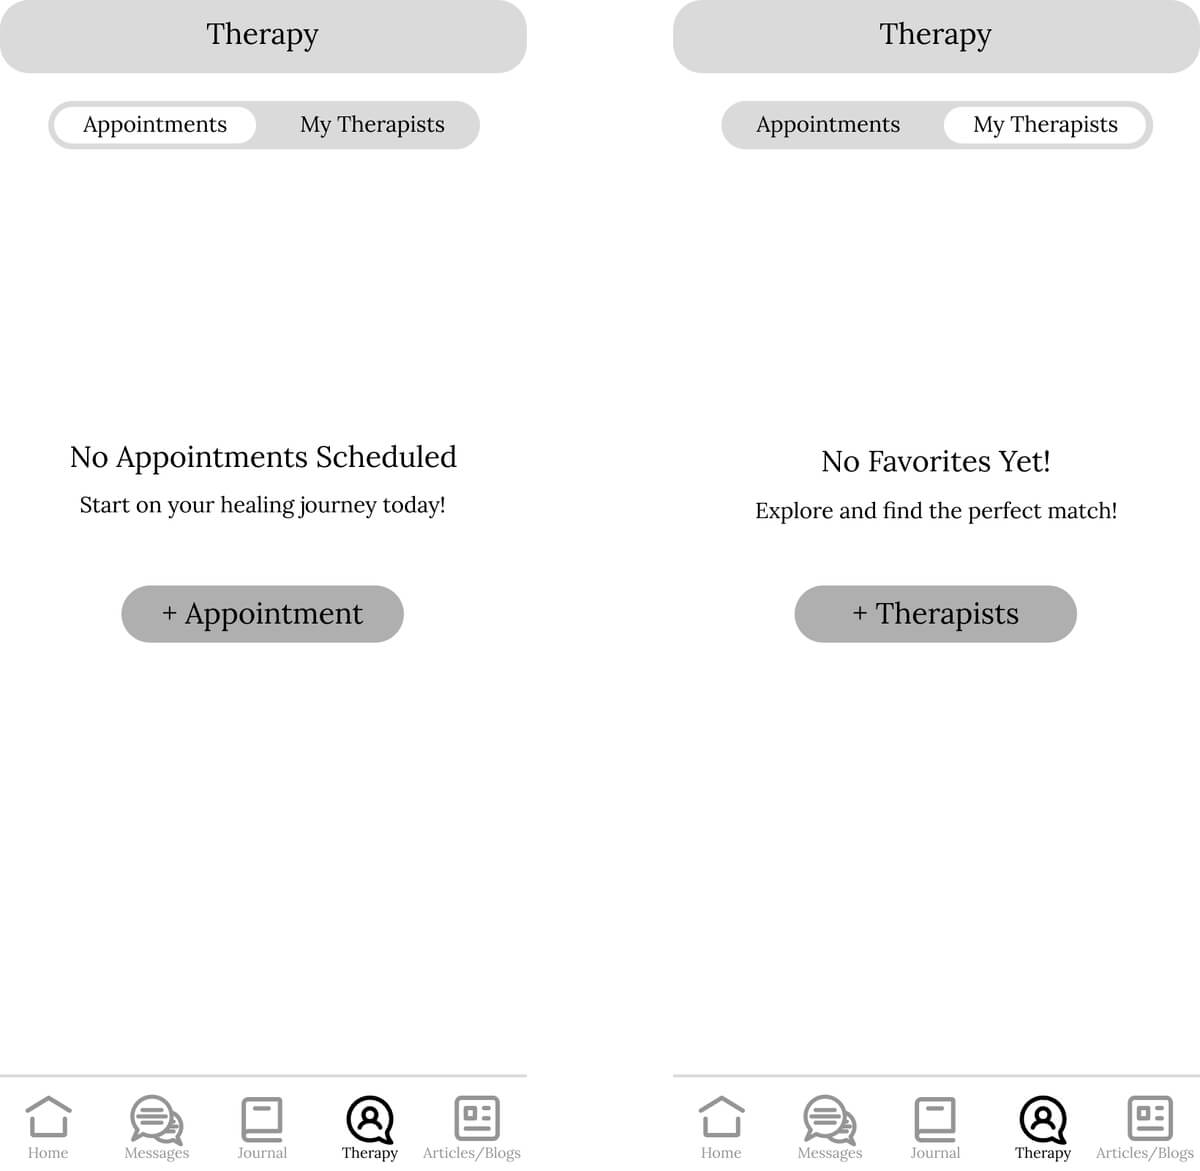 Therapy
Appointments My Therapists
No Appointments Scheduled
Start on your healing journey today!
+ Appointment
Home Messages Journal Therapy Articles/Blogs
Therapy
Appointments My Therapists
No Favorites Yet!
Explore and find the perfect match!
+ Therapists
Home Messages Journal Therapy Articles/Blogs